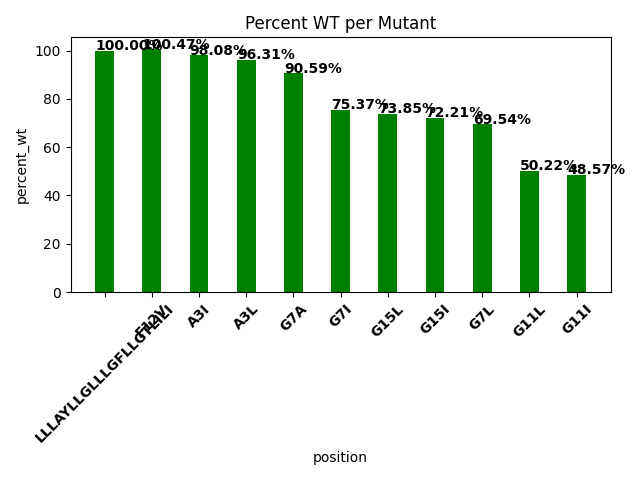 Percent WT per Mutant
percent_wt
100
80
60
40
20
0
100.00%
100.47%
98.08%
96.31%
90.59%
75.37%
73.85%
72.21%
69.54%
50.22%
48.57%
F12V
A3I
A3L
G7A
G7I
G15L
G15I
G7L
G11L
G11I
position